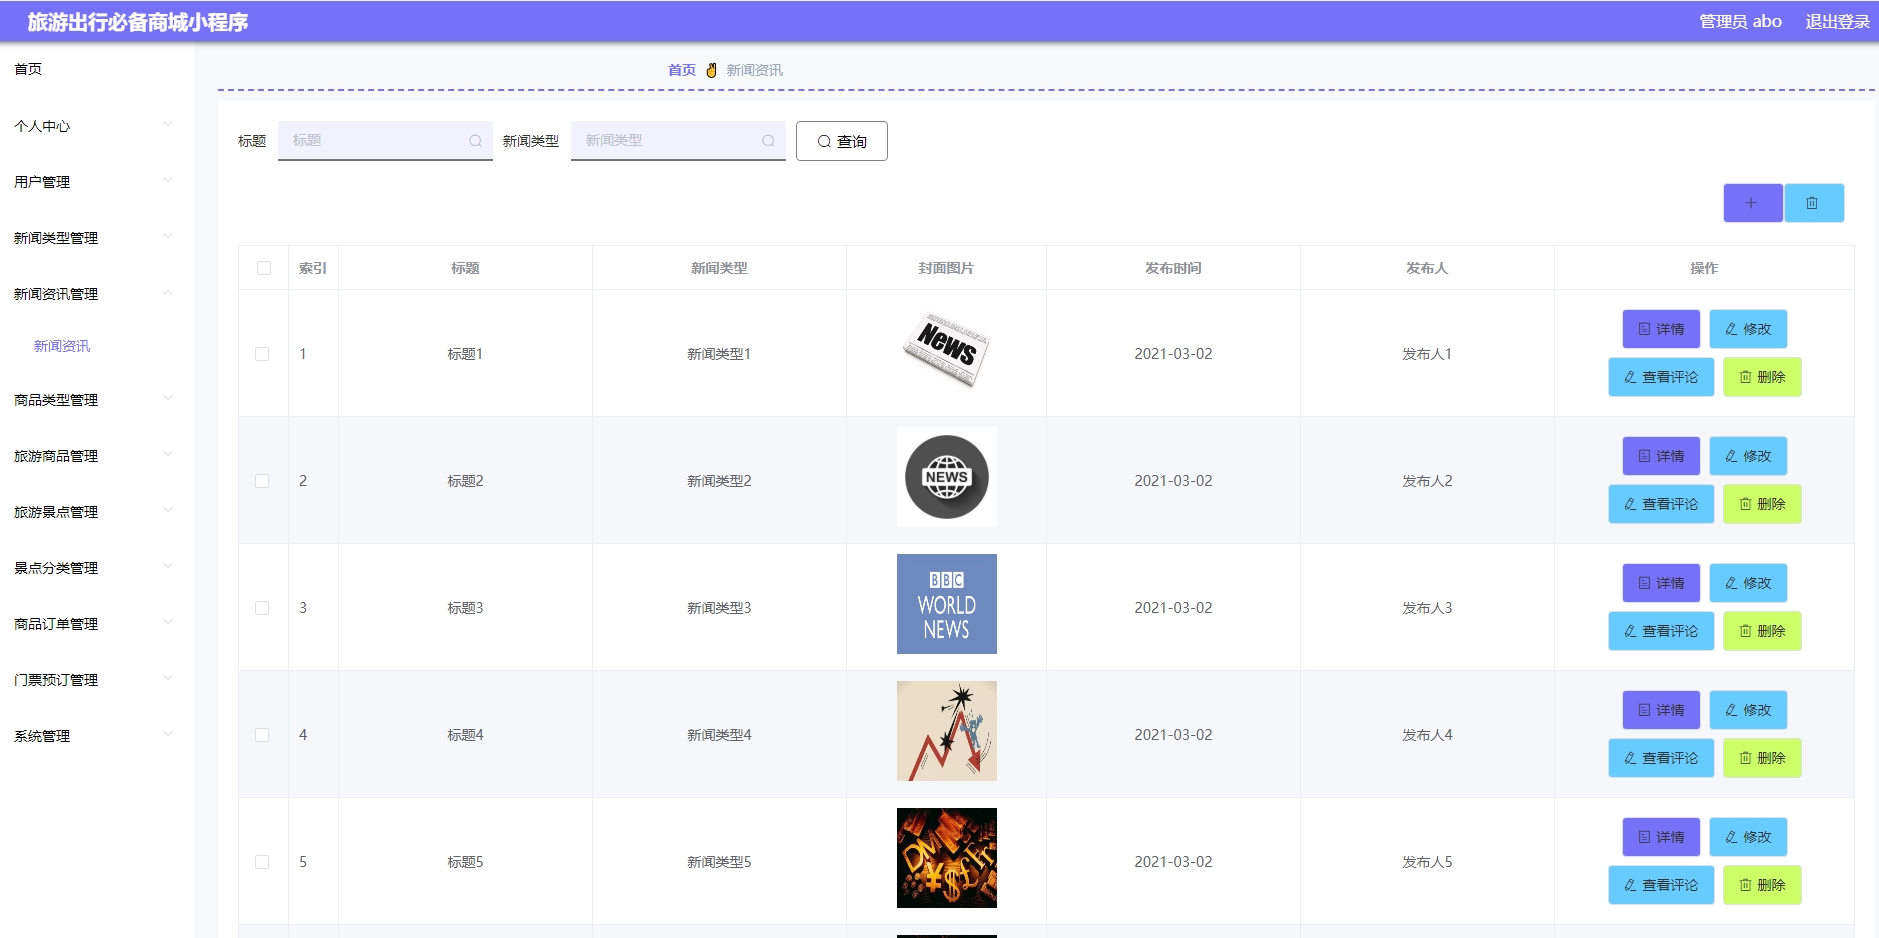 旅游出行必备商城小程序
管理员 abo 退出登录
首页
个人中心
用户管理
新闻类型管理
新闻资讯管理
新闻资讯
商品类型管理
旅游商品管理
旅游景点管理
景点分类管理
商品订单管理
门票预订管理
系统管理
首页 新闻资讯
标题 标题 新闻类型 新闻类型 查询
索引 标题 新闻类型 封面图片 发布时间 发布人 操作
1 标题1 新闻类型1 News 2021-03-02 发布人1 详情 修改
查看评论 删除
2 标题2 新闻类型2 NEWS 2021-03-02 发布人2 详情 修改
查看评论 删除
3 标题3 新闻类型3 BBC WORLD NEWS 2021-03-02 发布人3 详情 修改
查看评论 删除
4 标题4 新闻类型4 2021-03-02 发布人4 详情 修改
查看评论 删除
5 标题5 新闻类型5 DM ¥ $ £ Fr 2021-03-02 发布人5 详情 修改
查看评论 删除